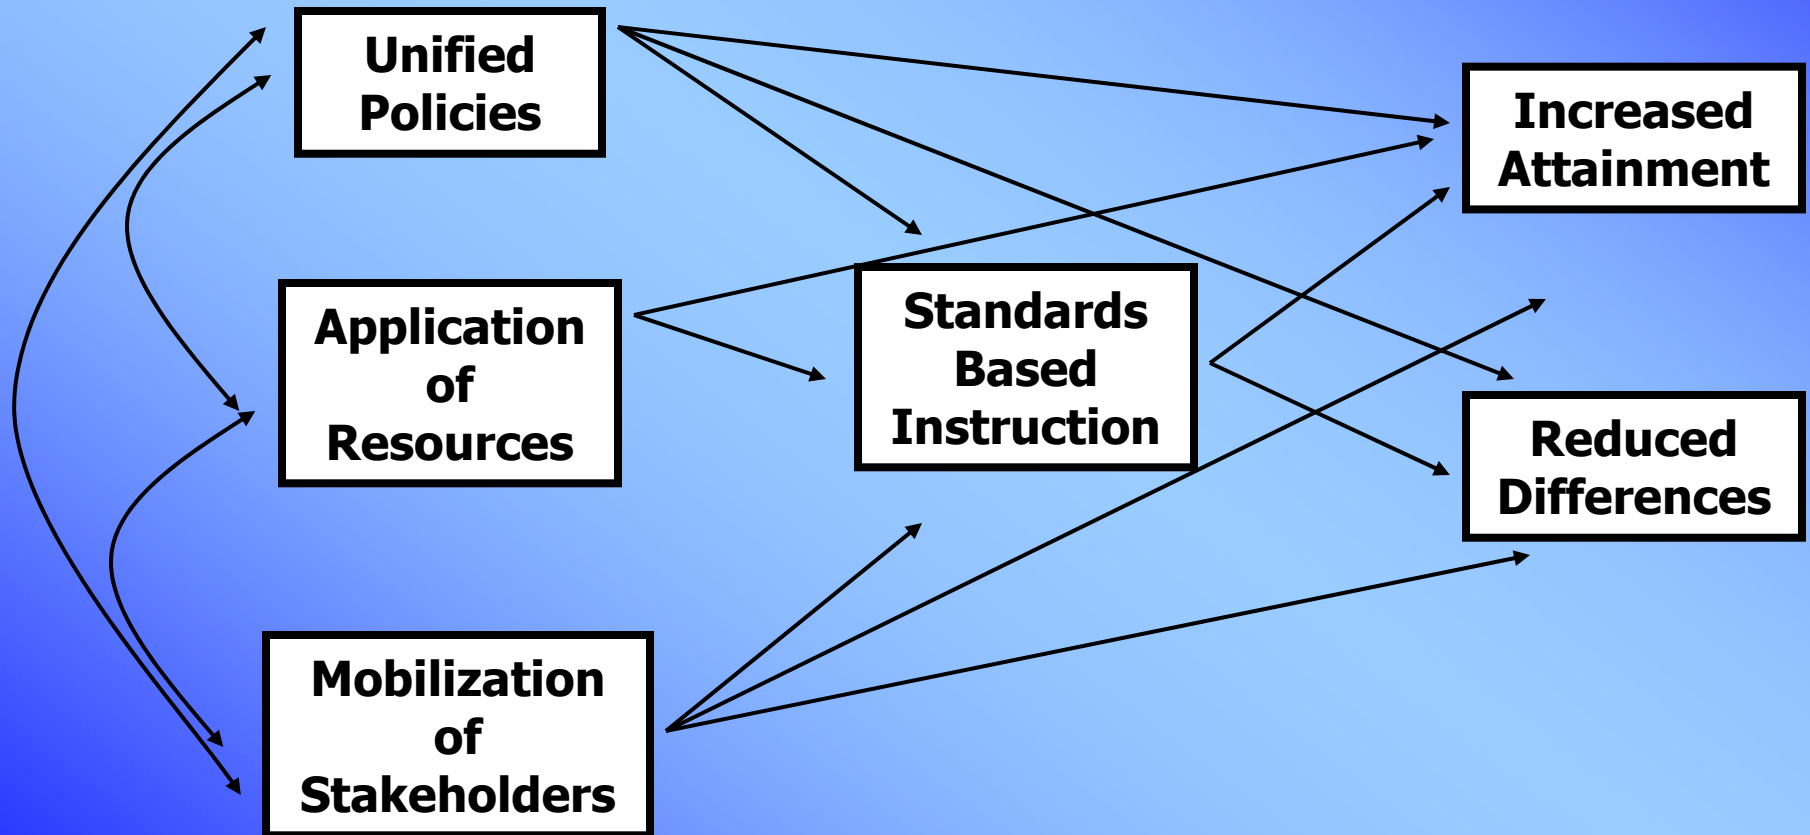 Unified
Policies
Increased
Attainment
Application
of
Resources
Standards
Based
Instruction
Reduced
Differences
Mobilization
of
Stakeholders